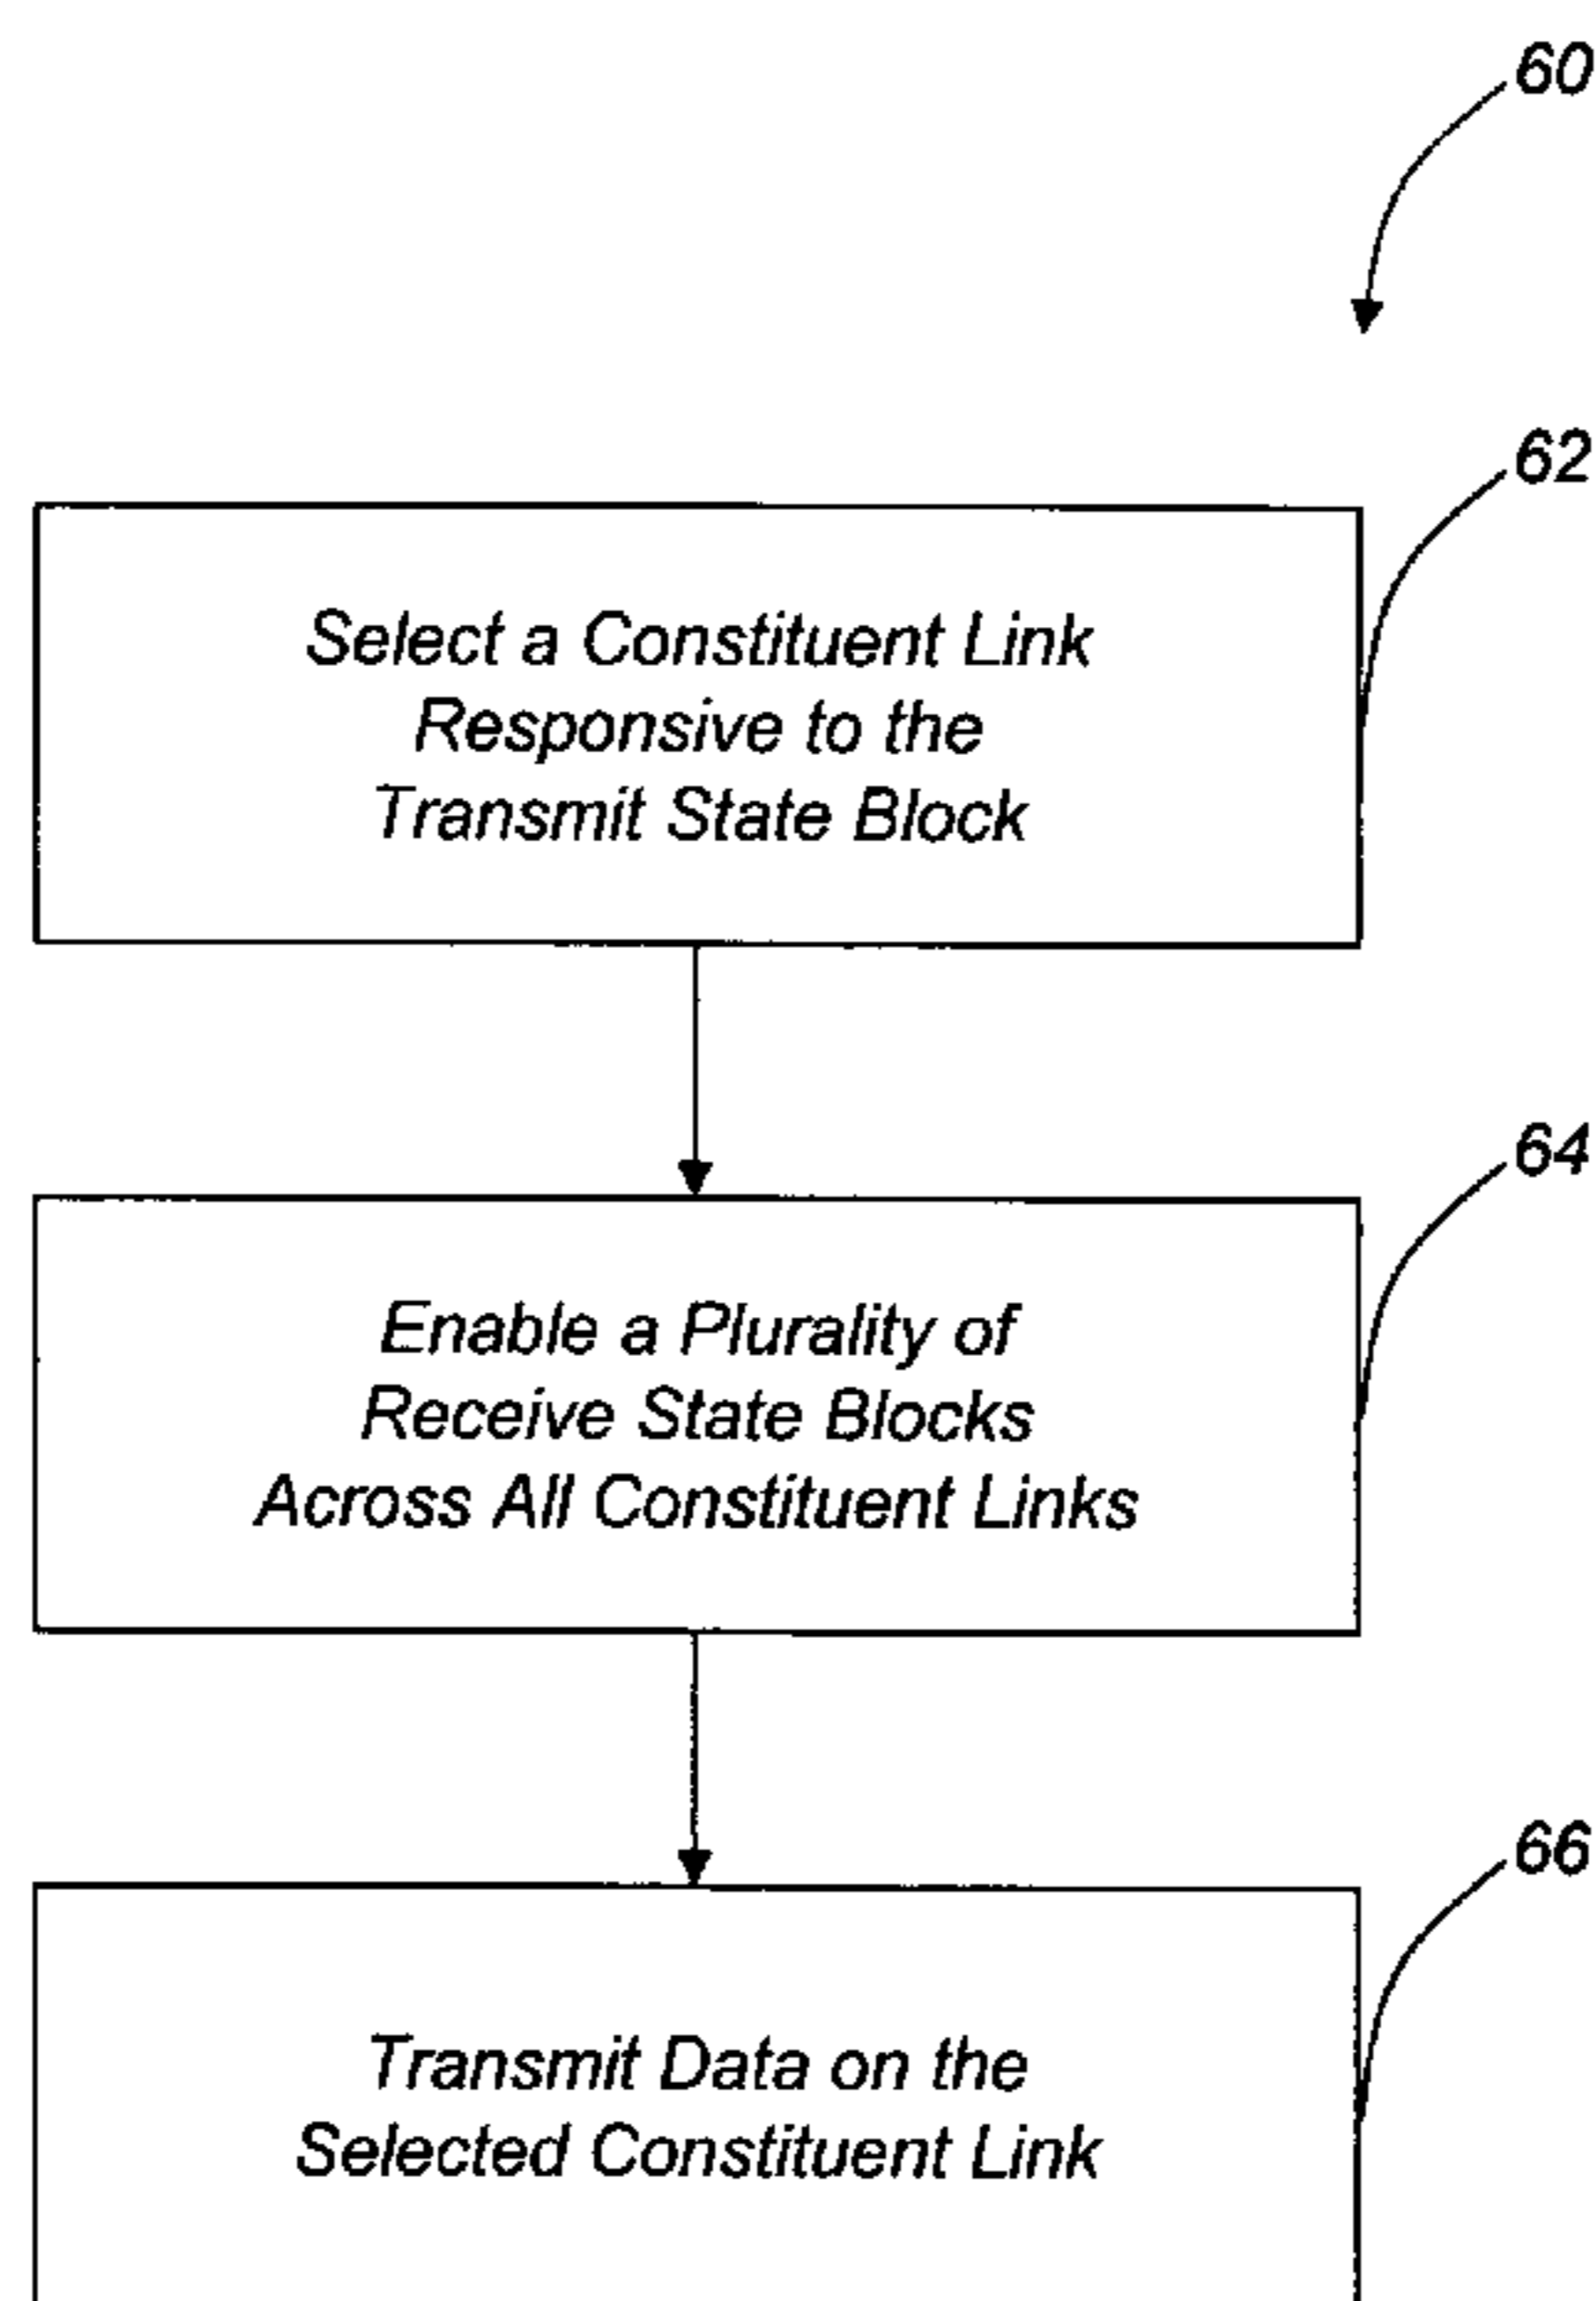 60
62
Select a Constituent Link
Responsive to the
Transmit State Block
64
Enable a Plurality of
Receive State Blocks
Across All Constituent Links
66
Transmit Data on the
Selected Constituent Link